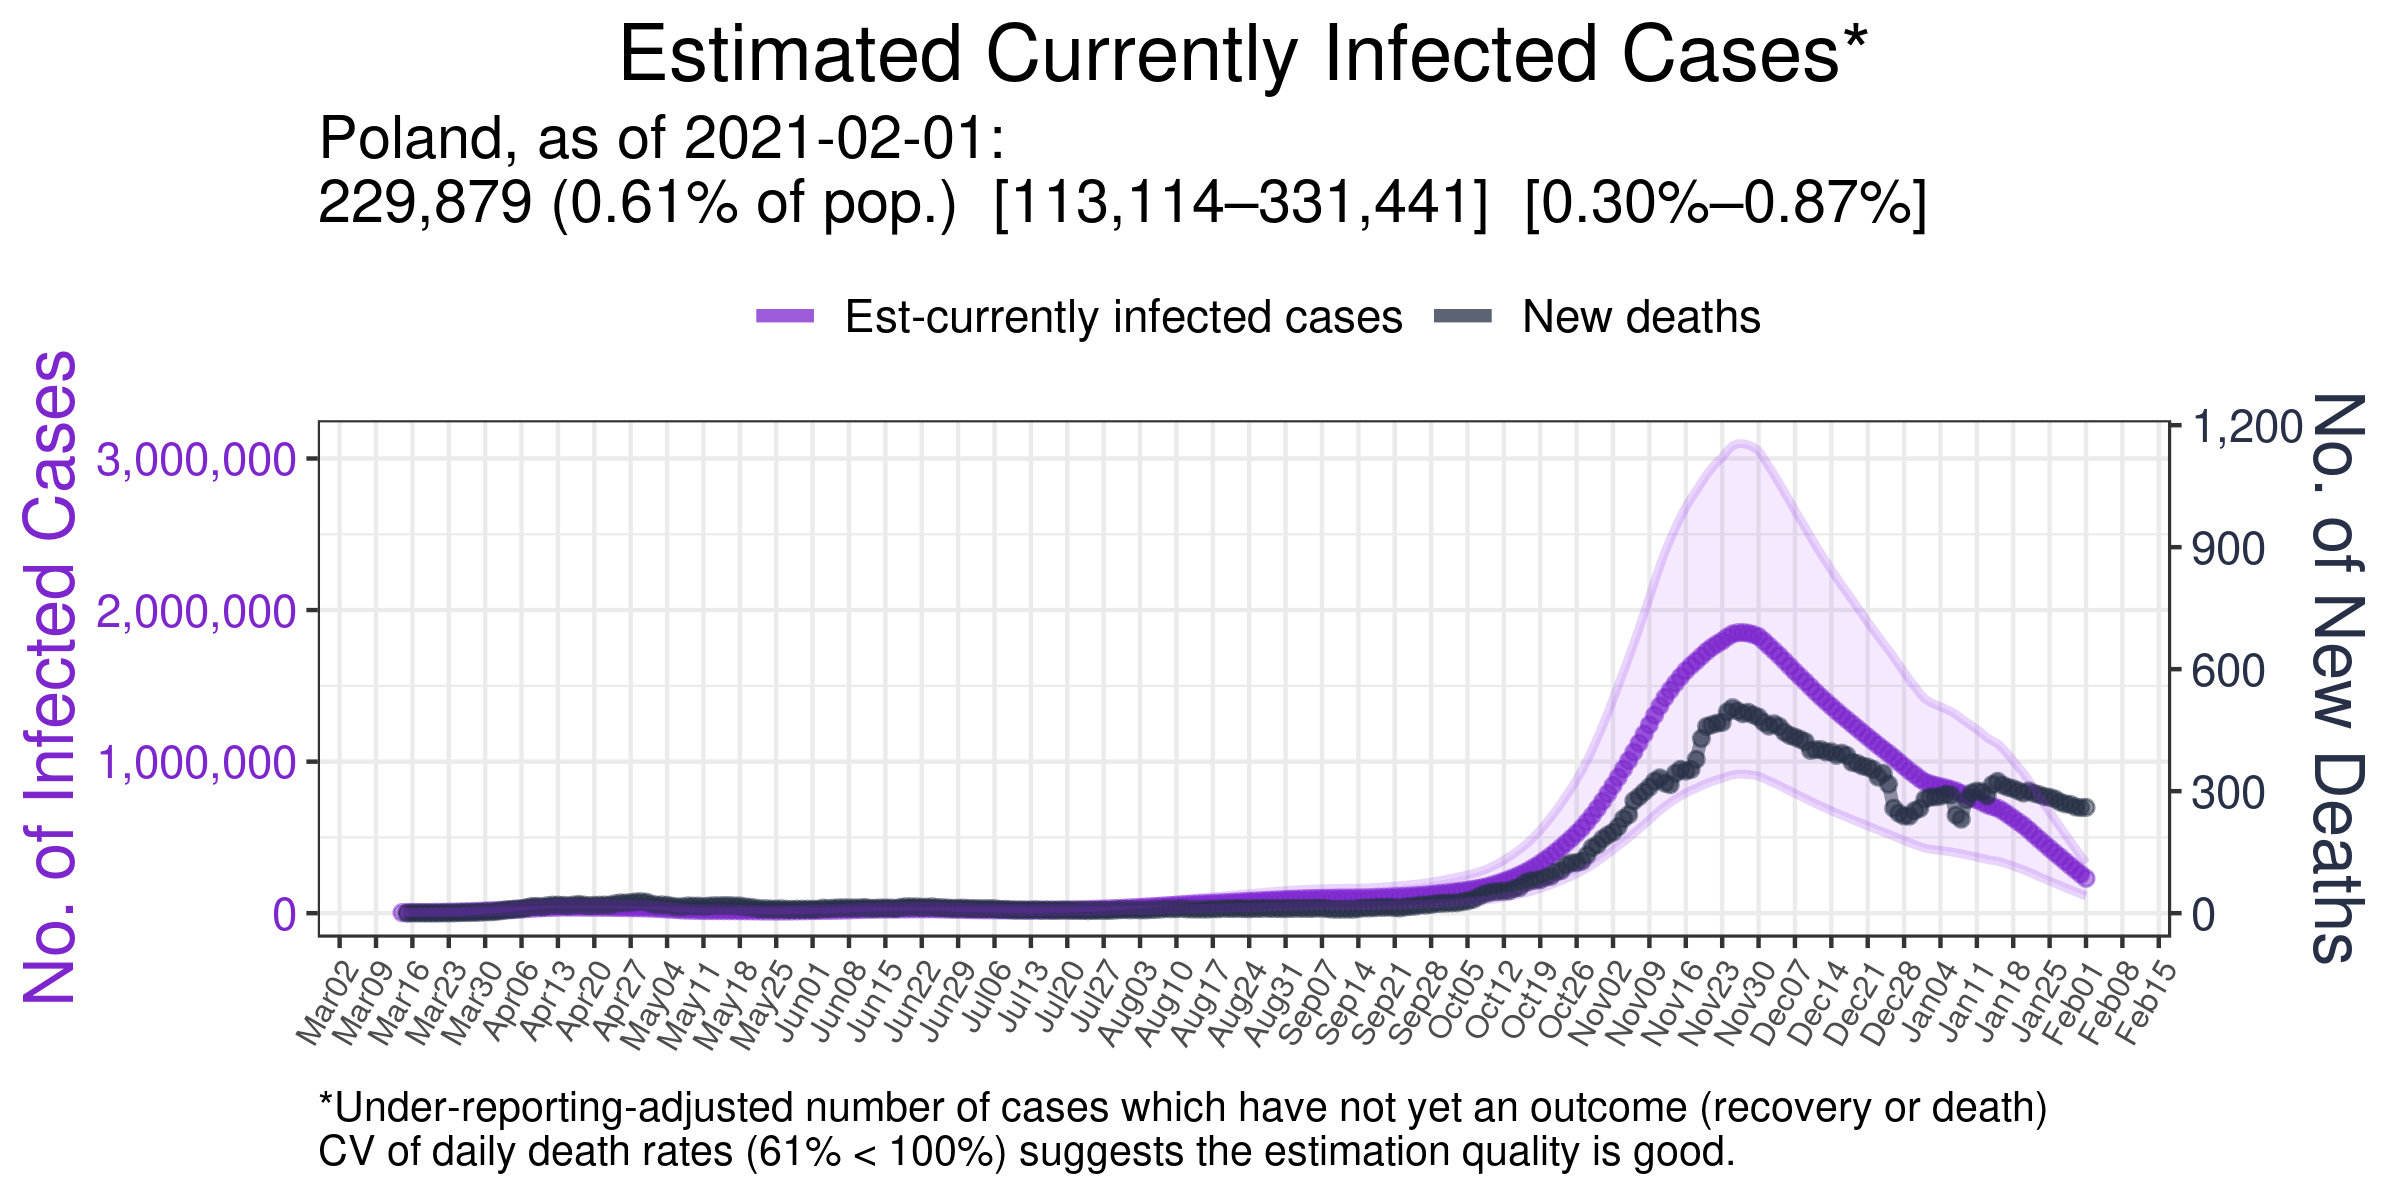 Estimated Currently Infected Cases*
Poland, as of 2021-02-01:
229,879 (0.61% of pop.) [113,114–331,441] [0.30%–0.87%]
Est-currently infected cases
New deaths
No. of Infected Cases
3,000,000
2,000,000
1,000,000
0
1,200
900
600
300
0
No. of New Deaths
Mar02
Mar09
Mar16
Mar23
Mar30
Apr06
Apr13
Apr20
Apr27
May04
May11
May18
May25
Jun01
Jun08
Jun15
Jun22
Jun29
Jul06
Jul13
Jul20
Jul27
Aug03
Aug10
Aug17
Aug24
Aug31
Sep07
Sep14
Sep21
Sep28
Oct05
Oct12
Oct19
Oct26
Nov02
Nov09
Nov16
Nov23
Nov30
Dec07
Dec14
Dec21
Dec28
Jan04
Jan11
Jan18
Jan25
Feb01
Feb08
Feb15
*Under-reporting-adjusted number of cases which have not yet an outcome (recovery or death)
CV of daily death rates (61% < 100%) suggests the estimation quality is good.